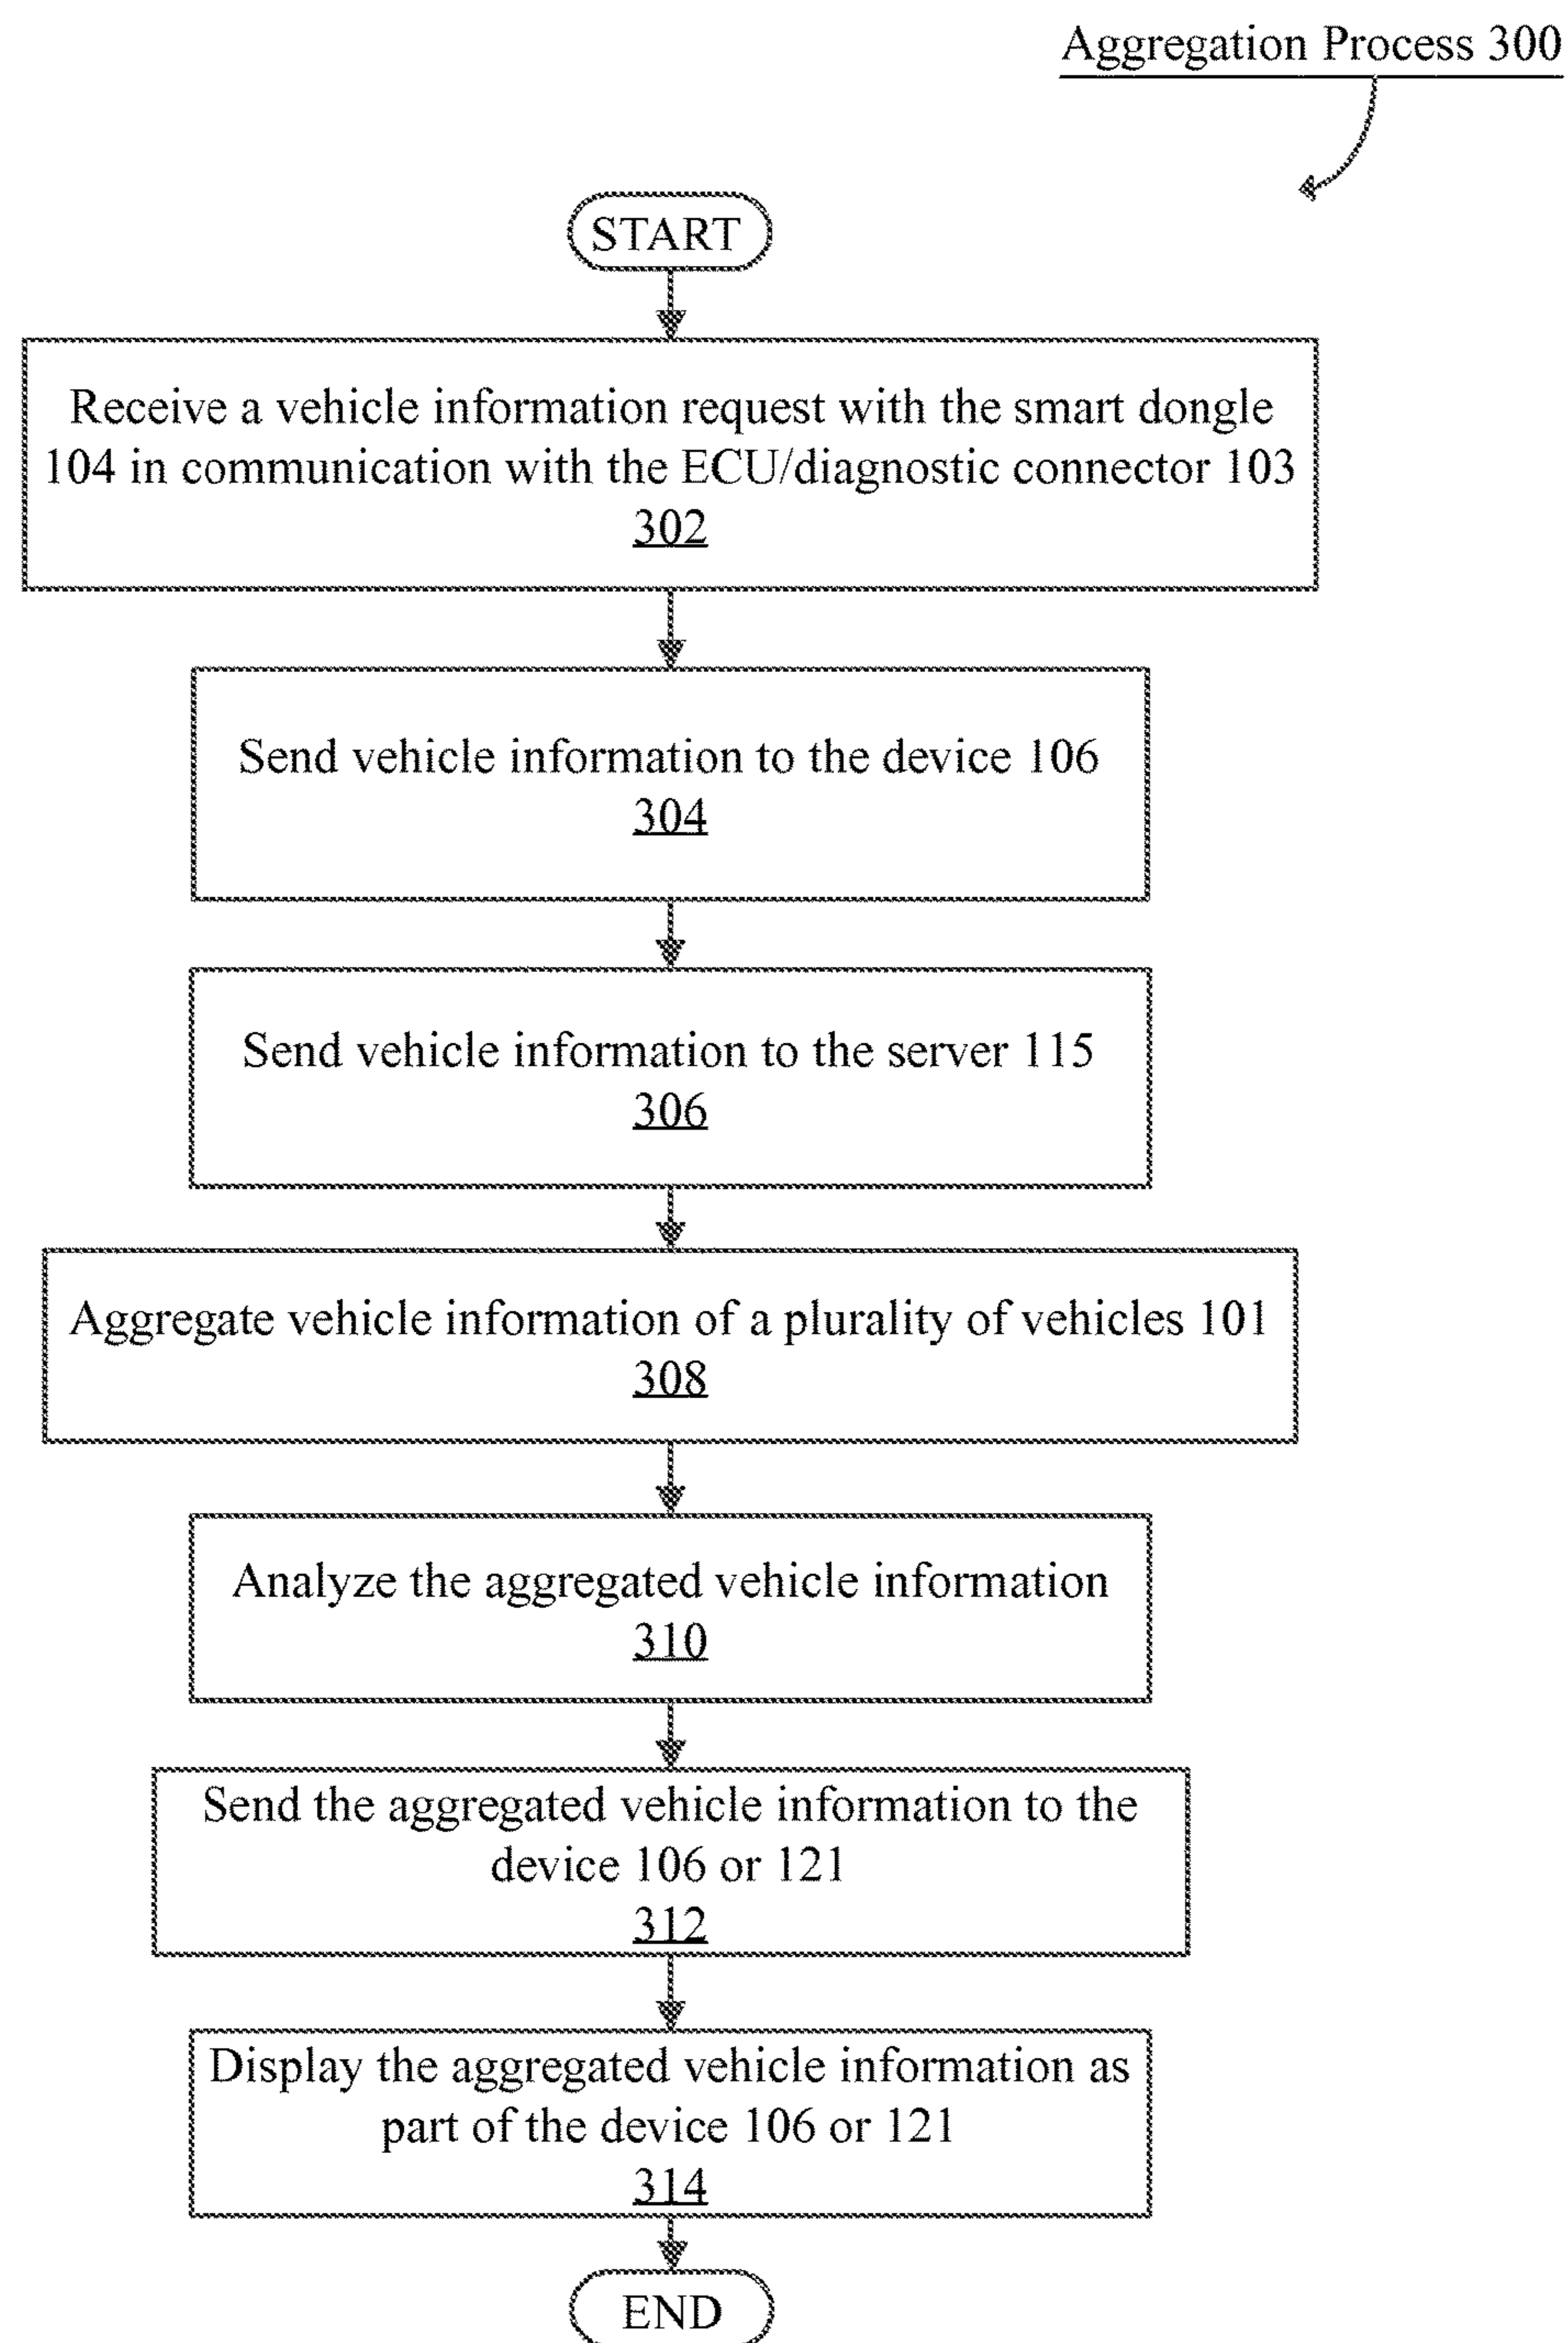 Aggregation Process 300
START
Receive a vehicle information request with the smart dongle
104 in communication with the ECU/diagnostic connector 103
302
Send vehicle information to the device 106
304
Send vehicle information to the server 115
306
Aggregate vehicle information of a plurality of vehicles 101
308
Analyze the aggregated vehicle information
310
Send the aggregated vehicle information to the
device 106 or 121
312
Display the aggregated vehicle information as
part of the device 106 or 121
314
END